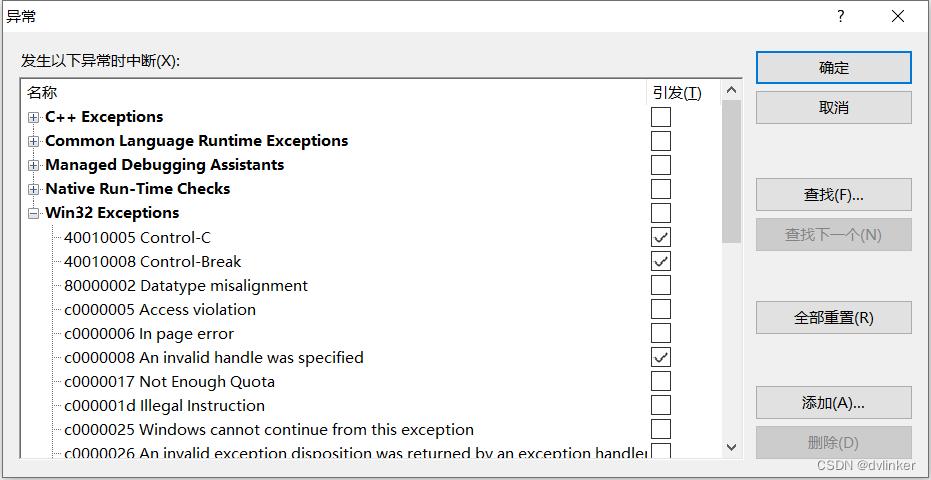 异常
?
发生以下异常时中断(X):
名称 引发(T)
C++ Exceptions
Common Language Runtime Exceptions
Managed Debugging Assistants
Native Run-Time Checks
Win32 Exceptions
40010005 Control-C
40010008 Control-Break
80000002 Datatype misalignment
c0000005 Access violation
c0000006 In page error
c0000008 An invalid handle was specified
c0000017 Not Enough Quota
c000001d Illegal Instruction
c0000025 Windows cannot continue from this exception
c0000026 An invalid exception disposition was returned by an exception handler
确定
取消
查找(F)...
查找下一个(N)
全部重置(R)
添加(A)...
删除(D)
CSDN @dvlinker